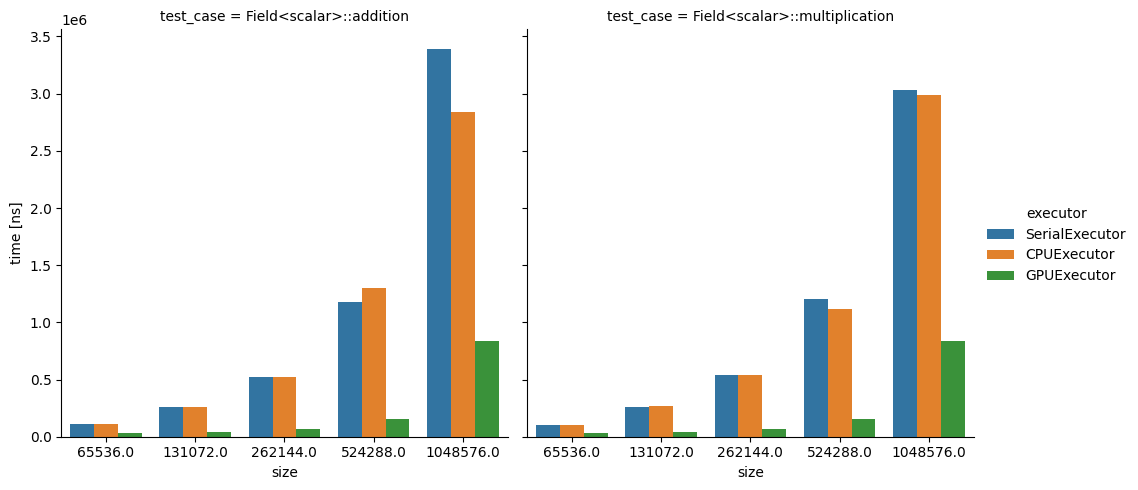 test_case = Field<scalar>::addition
test_case = Field<scalar>::multiplication
1e6
3.5
3.0
2.5
2.0
1.5
1.0
0.5
0.0
time [ns]
65536.0 131072.0 262144.0 524288.0 1048576.0
size
65536.0 131072.0 262144.0 524288.0 1048576.0
size
executor
SerialExecutor
CPUExecutor
GPUExecutor